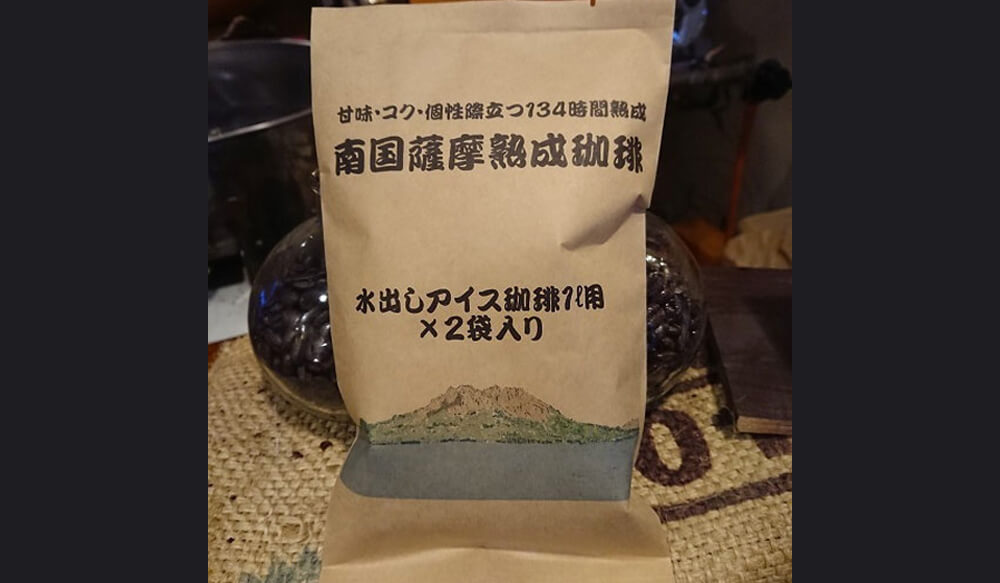 甘味・コク・個性際立つ134時間熟成
南国薩摩熟成珈琲
水出しアイス珈琲1ℓ用
×2袋入り